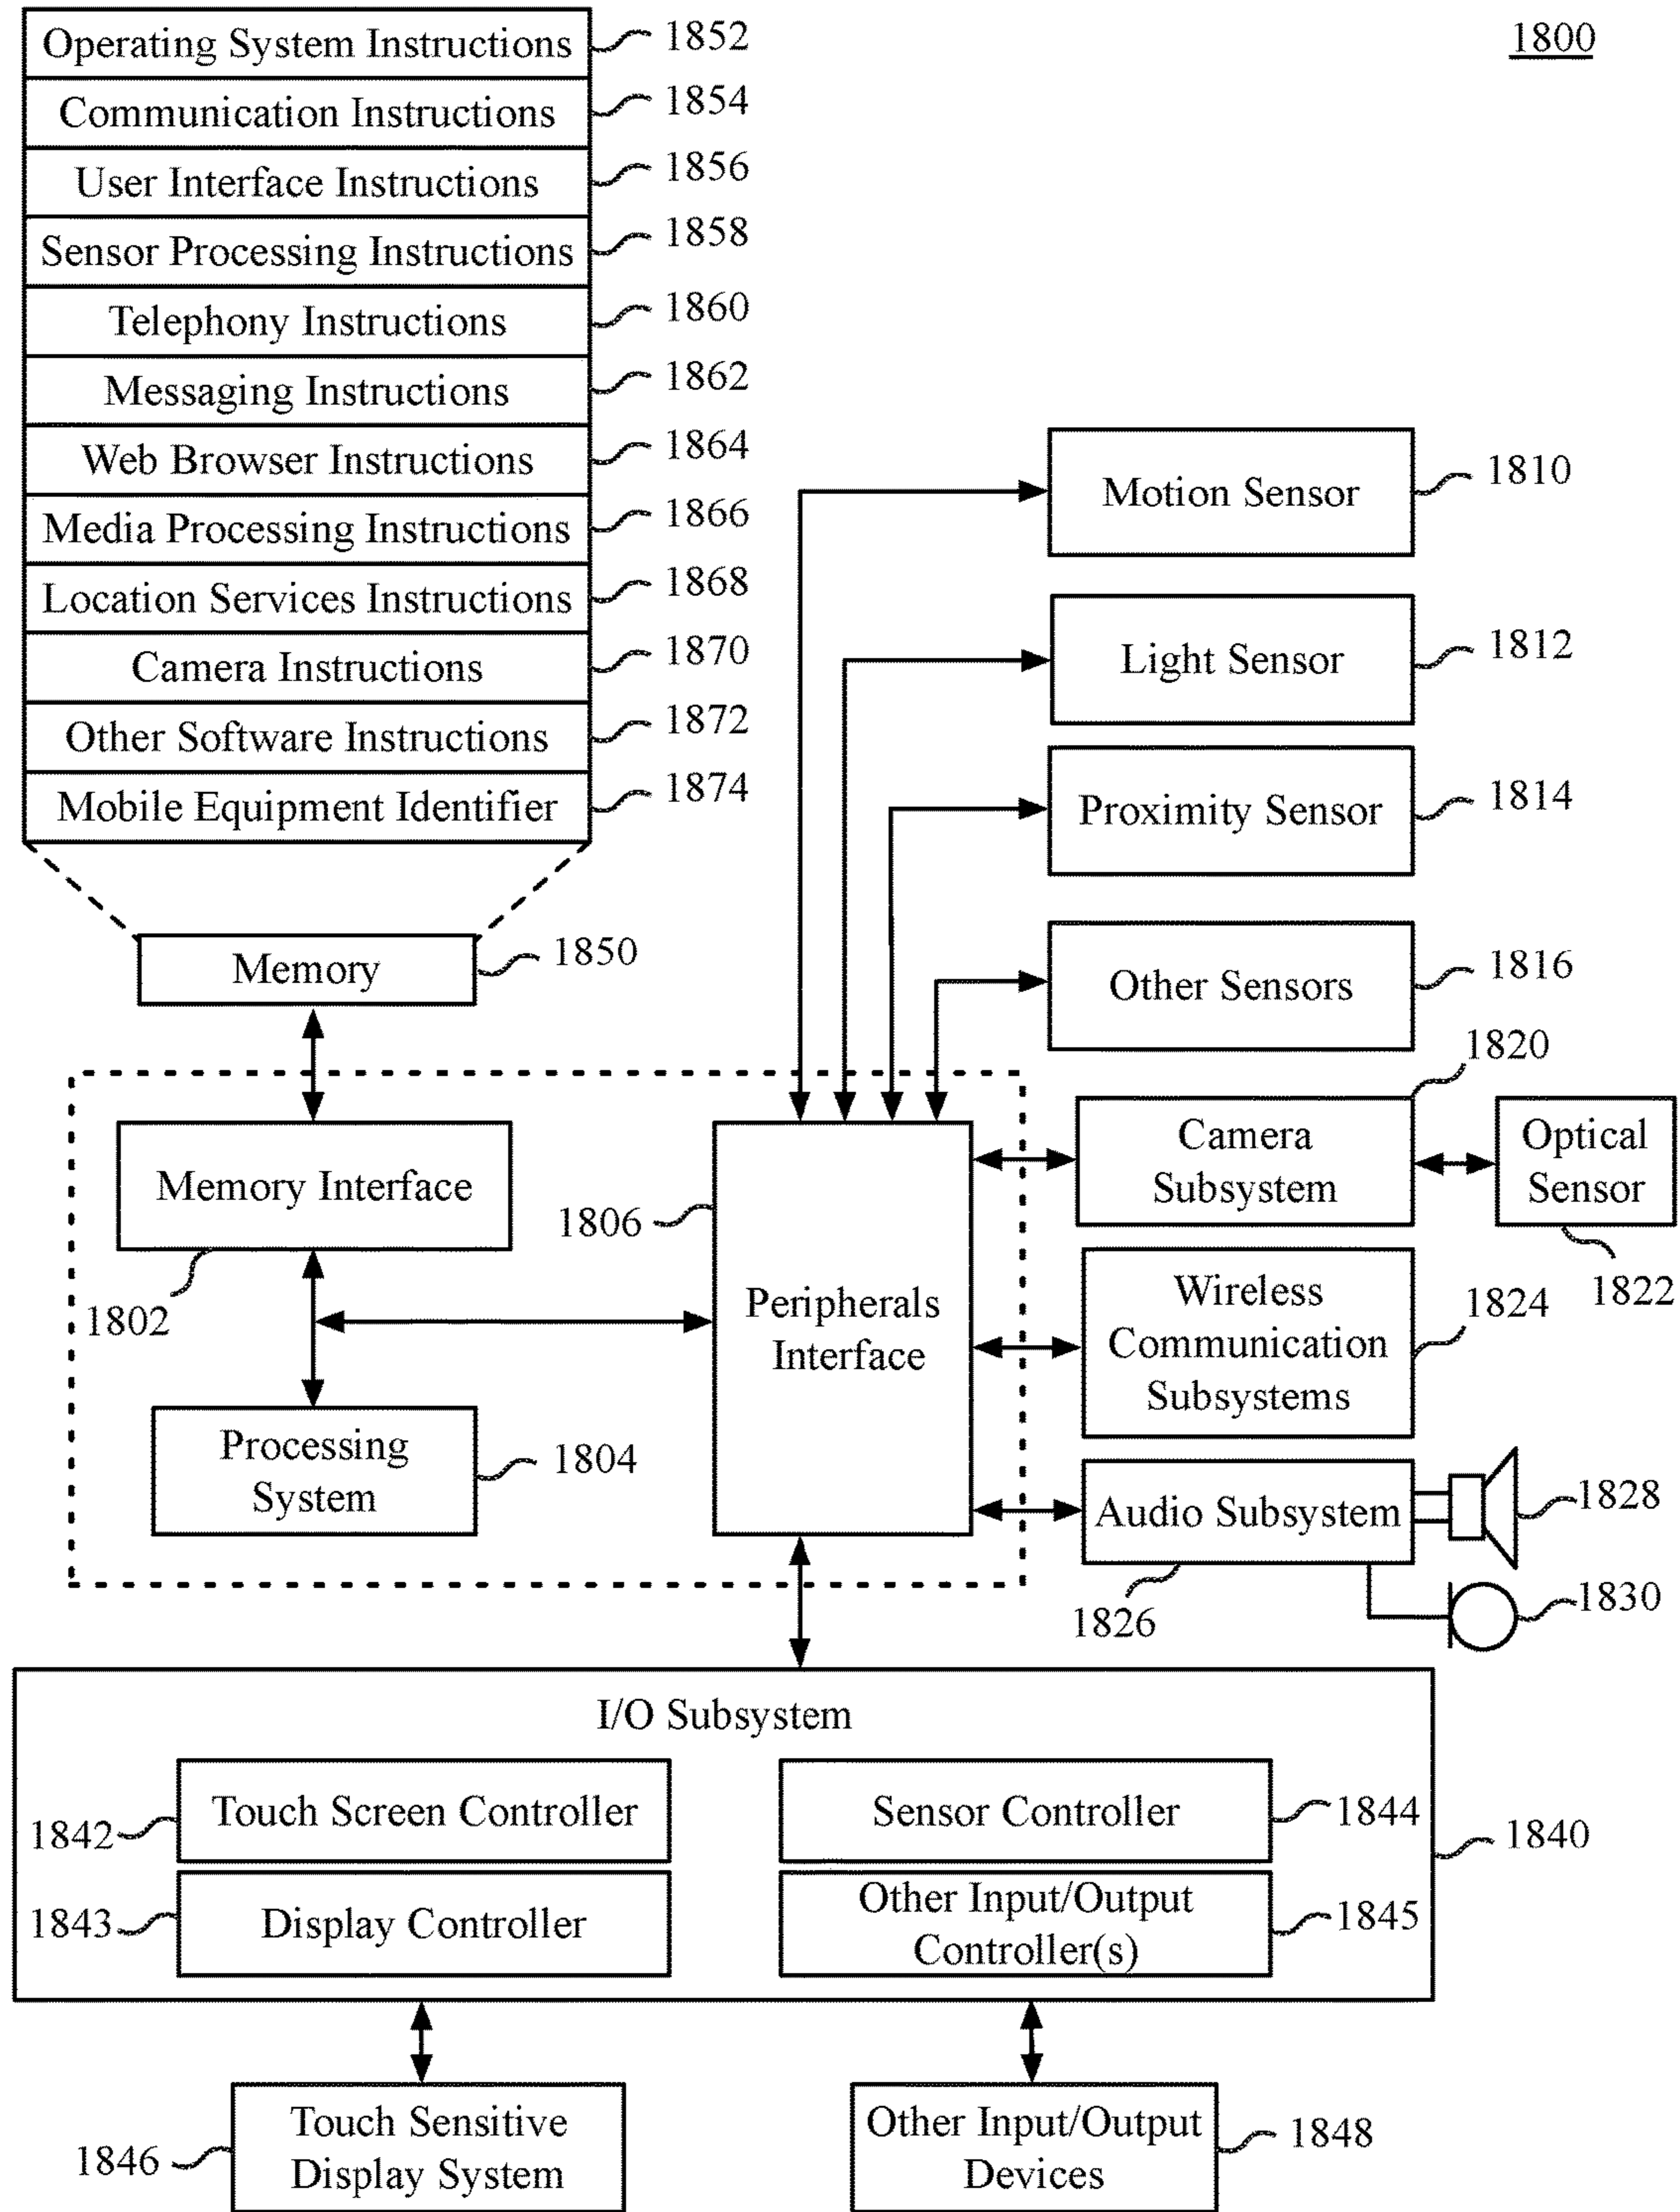 1800
Operating System Instructions
1852
Communication Instructions
1854
User Interface Instructions
1856
Sensor Processing Instructions
1858
Telephony Instructions
1860
Messaging Instructions
1862
Web Browser Instructions
1864
Media Processing Instructions
1866
Location Services Instructions
1868
Camera Instructions
1870
Other Software Instructions
1872
Mobile Equipment Identifier
1874
Memory
1850
Motion Sensor
1810
Light Sensor
1812
Proximity Sensor
1814
Other Sensors
1816
Memory Interface
1802
Processing
System
1804
1806
Peripherals
Interface
1820
Camera
Subsystem
Optical
Sensor
1822
Wireless
Communication
Subsystems
1824
Audio Subsystem
1826
1828
1830
I/O Subsystem
1840
1842
Touch Screen Controller
Sensor Controller
1844
1843
Display Controller
Other Input/Output
Controller(s)
1845
1846
Touch Sensitive
Display System
Other Input/Output
Devices
1848